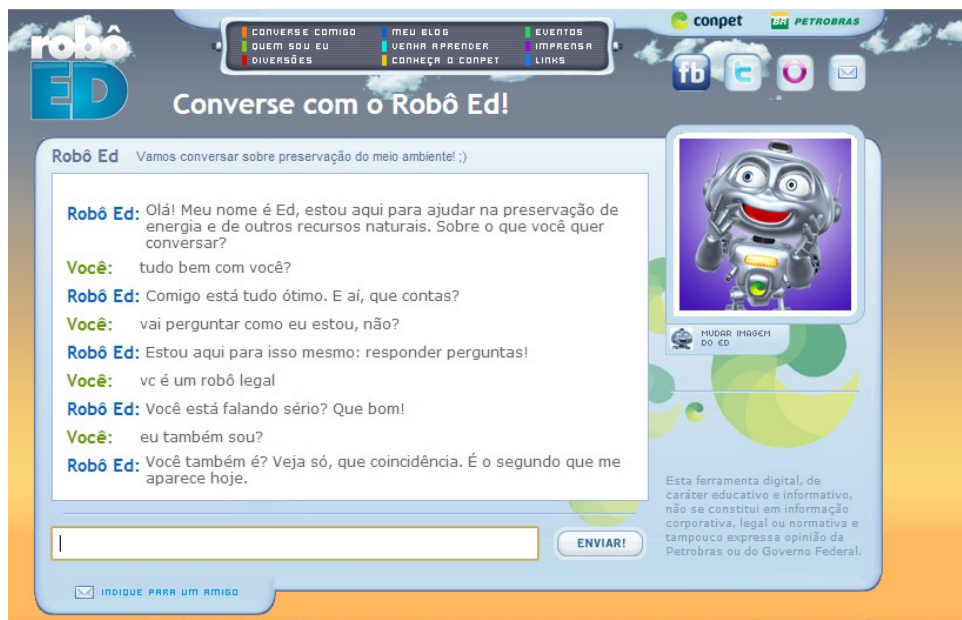 robô
ED
CONVERSE COMIGO
QUEM SOU EU
DIVERSÕES
MEU BLOG
VENHA APRENDER
CONHEÇA O CONPET
EVENTOS
IMPRENSA
LINKS
conpet
BR PETROBRAS
fb
t
Converse com o Robô Ed!
Robô Ed Vamos conversar sobre preservação do meio ambiente! ;)
Robô Ed: Olá! Meu nome é Ed, estou aqui para ajudar na preservação de
energia e de outros recursos naturais. Sobre o que você quer
conversar?
Você: tudo bem com você?
Robô Ed: Comigo está tudo ótimo. E aí, que contas?
Você: vai perguntar como eu estou, não?
Robô Ed: Estou aqui para isso mesmo: responder perguntas!
Você: vc é um robô legal
Robô Ed: Você está falando sério? Que bom!
Você: eu também sou?
Robô Ed: Você também é? Veja só, que coincidência. É o segundo que me
aparece hoje.
MUDAR IMAGEM
DO ED
Esta ferramenta digital, de
caráter educativo e informativo,
não se constitui em informação
corporativa, legal ou normativa e
tampouco expressa opinião da
Petrobras ou do Governo Federal.
ENVIAR!
INDIQUE PARA UM AMIGO